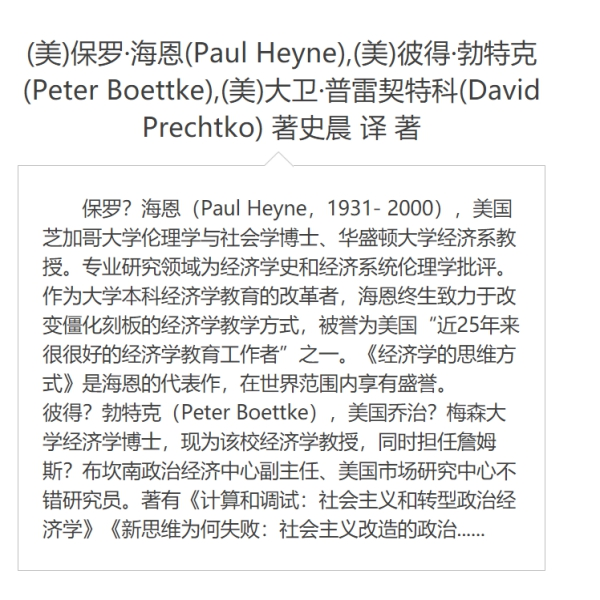 (美)保罗·海恩(Paul Heyne),(美)彼得·勃特克
(Peter Boettke),(美)大卫·普雷契特科(David
Prechtko) 著史晨 译 著
保罗？海恩（Paul Heyne，1931- 2000），美国
芝加哥大学伦理学与社会学博士、华盛顿大学经济系教
授。专业研究领域为经济学史和经济系统伦理学批评。
作为大学本科经济学教育的改革者，海恩终生致力于改
变僵化刻板的经济学教学方式，被誉为美国“近25年来
很很好的经济学教育工作者”之一。《经济学的思维方
式》是海恩的代表作，在世界范围内享有盛誉。
彼得？勃特克（Peter Boettke），美国乔治？梅森大
学经济学博士，现为该校经济学教授，同时担任詹姆
斯？布坎南政治经济中心副主任、美国市场研究中心不
错研究员。著有《计算和调试：社会主义和转型政治经
济学》《新思维为何失败：社会主义改造的政治......